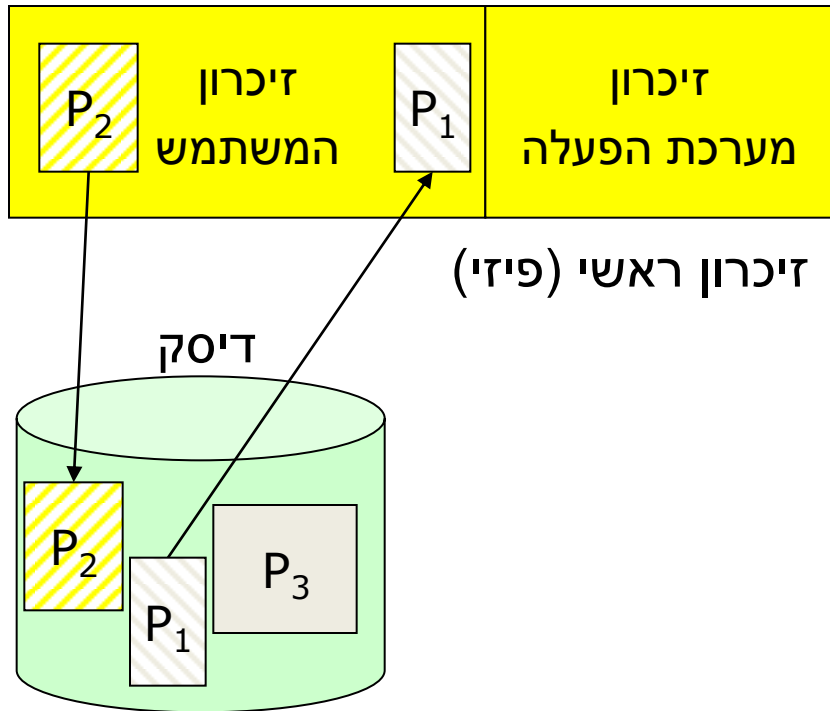 זיכרון
מערכת הפעלה
P₁
זיכרון
המשתמש
P₂
זיכרון ראשי (פיזי)
דיסק
P₂
P₁
P₃